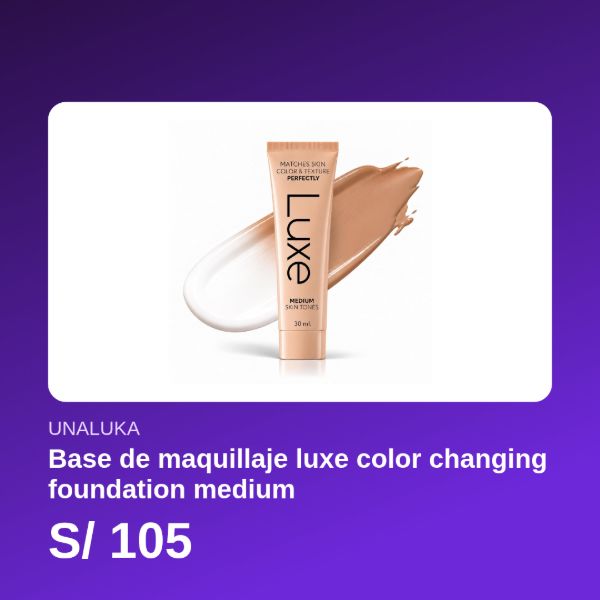 MATCHES SKIN
COLOR & TEXTURE
PERFECTLY
Luxe
MEDIUM
SKIN TONES
30 ml
UNALUKA
Base de maquillaje luxe color changing
foundation medium
S/ 105